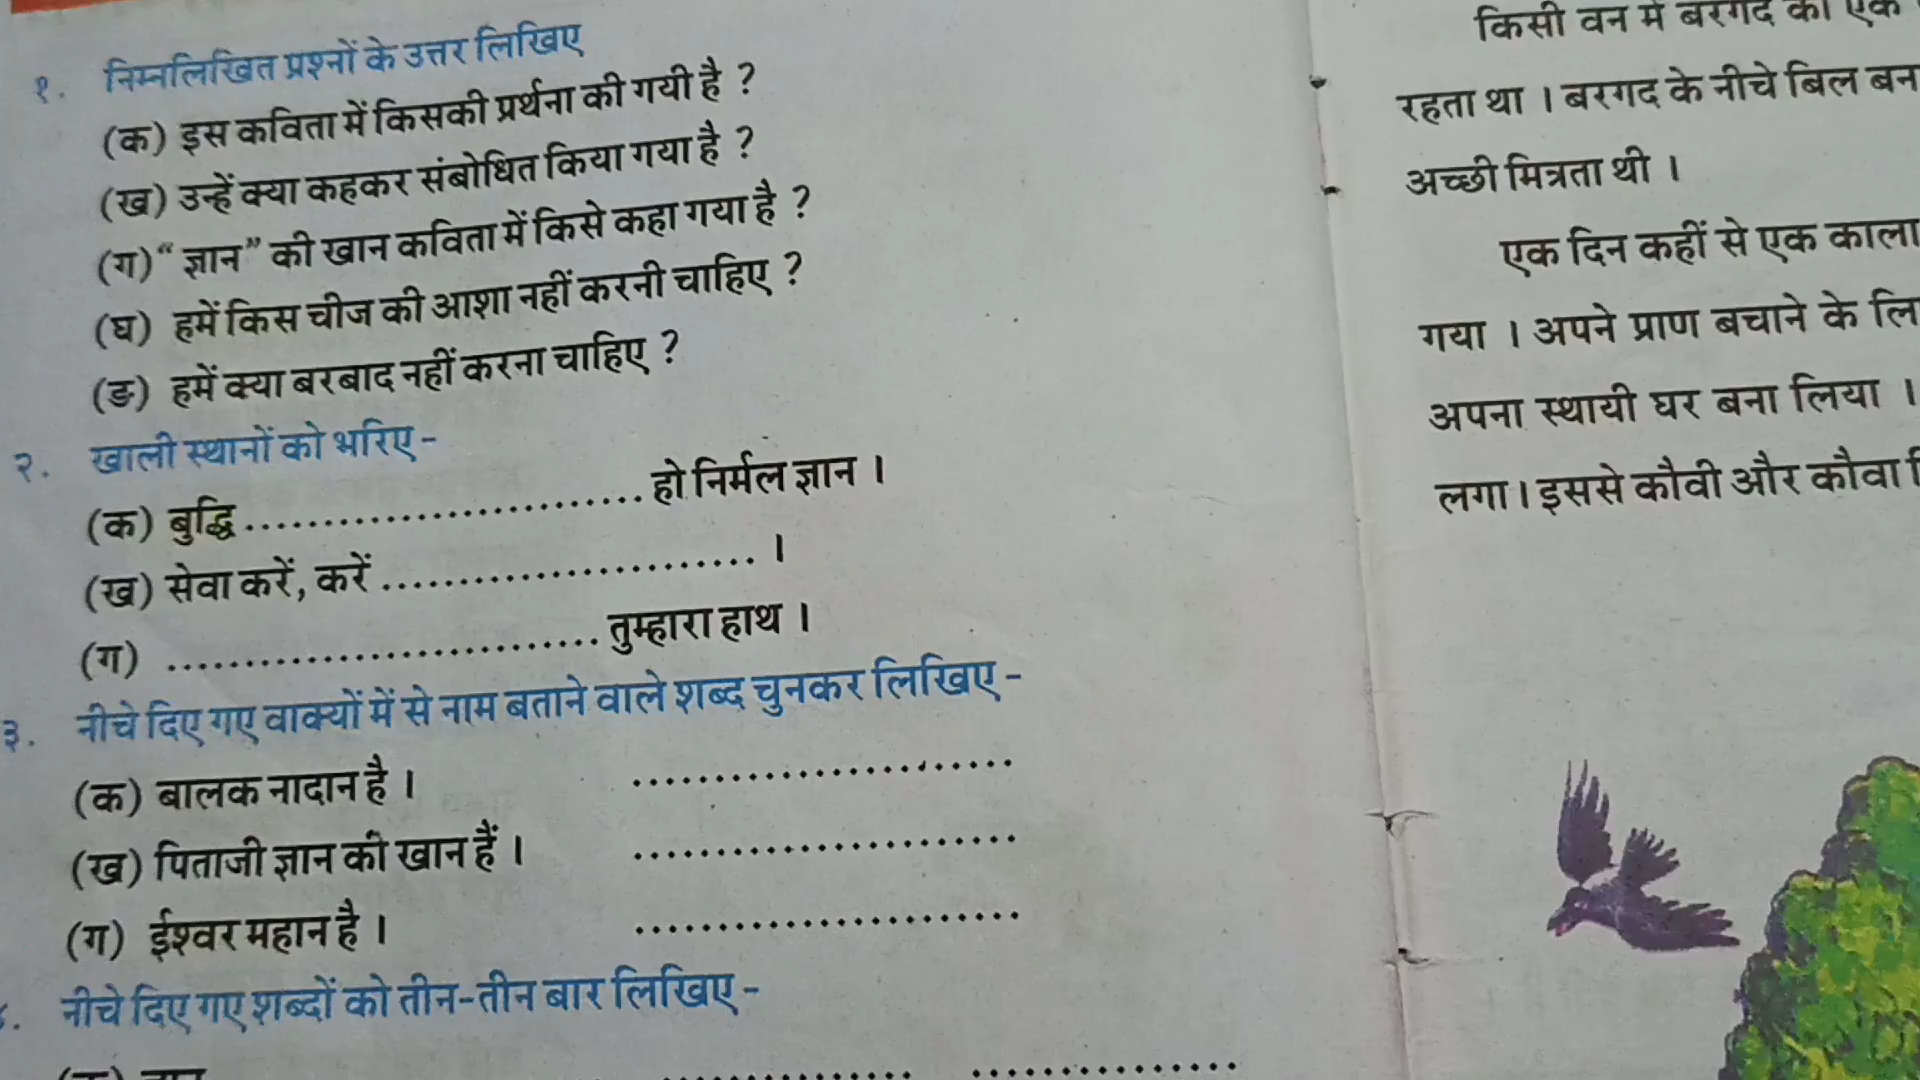 १. निम्नलिखित प्रश्नों के उत्तर लिखिए
(क) इस कविता में किसकी प्रर्थना की गयी है ?
(ख) उन्हें क्या कहकर संबोधित किया गया है ?
(ग) “ ज्ञान” की खान कविता में किसे कहा गया है ?
(घ) हमें किस चीज की आशा नहीं करनी चाहिए ?
(ङ) हमें क्या बरबाद नहीं करना चाहिए ?
२. खाली स्थानों को भरिए -
(क) बुद्धि .......................... हो निर्मल ज्ञान ।
(ख) सेवा करें, करें ........................ ।
(ग) ............................ तुम्हारा हाथ ।
३. नीचे दिए गए वाक्यों में से नाम बताने वाले शब्द चुनकर लिखिए -
(क) बालक नादान है । ........................
(ख) पिताजी ज्ञान की खान हैं । ........................
(ग) ईश्वर महान है । ........................
नीचे दिए गए शब्दों को तीन-तीन बार लिखिए -
किसी वन में बरगद का एक
रहता था । बरगद के नीचे बिल बन
अच्छी मित्रता थी ।
एक दिन कहीं से एक काला
गया । अपने प्राण बचाने के लि
अपना स्थायी घर बना लिया ।
लगा । इससे कौवी और कौवा